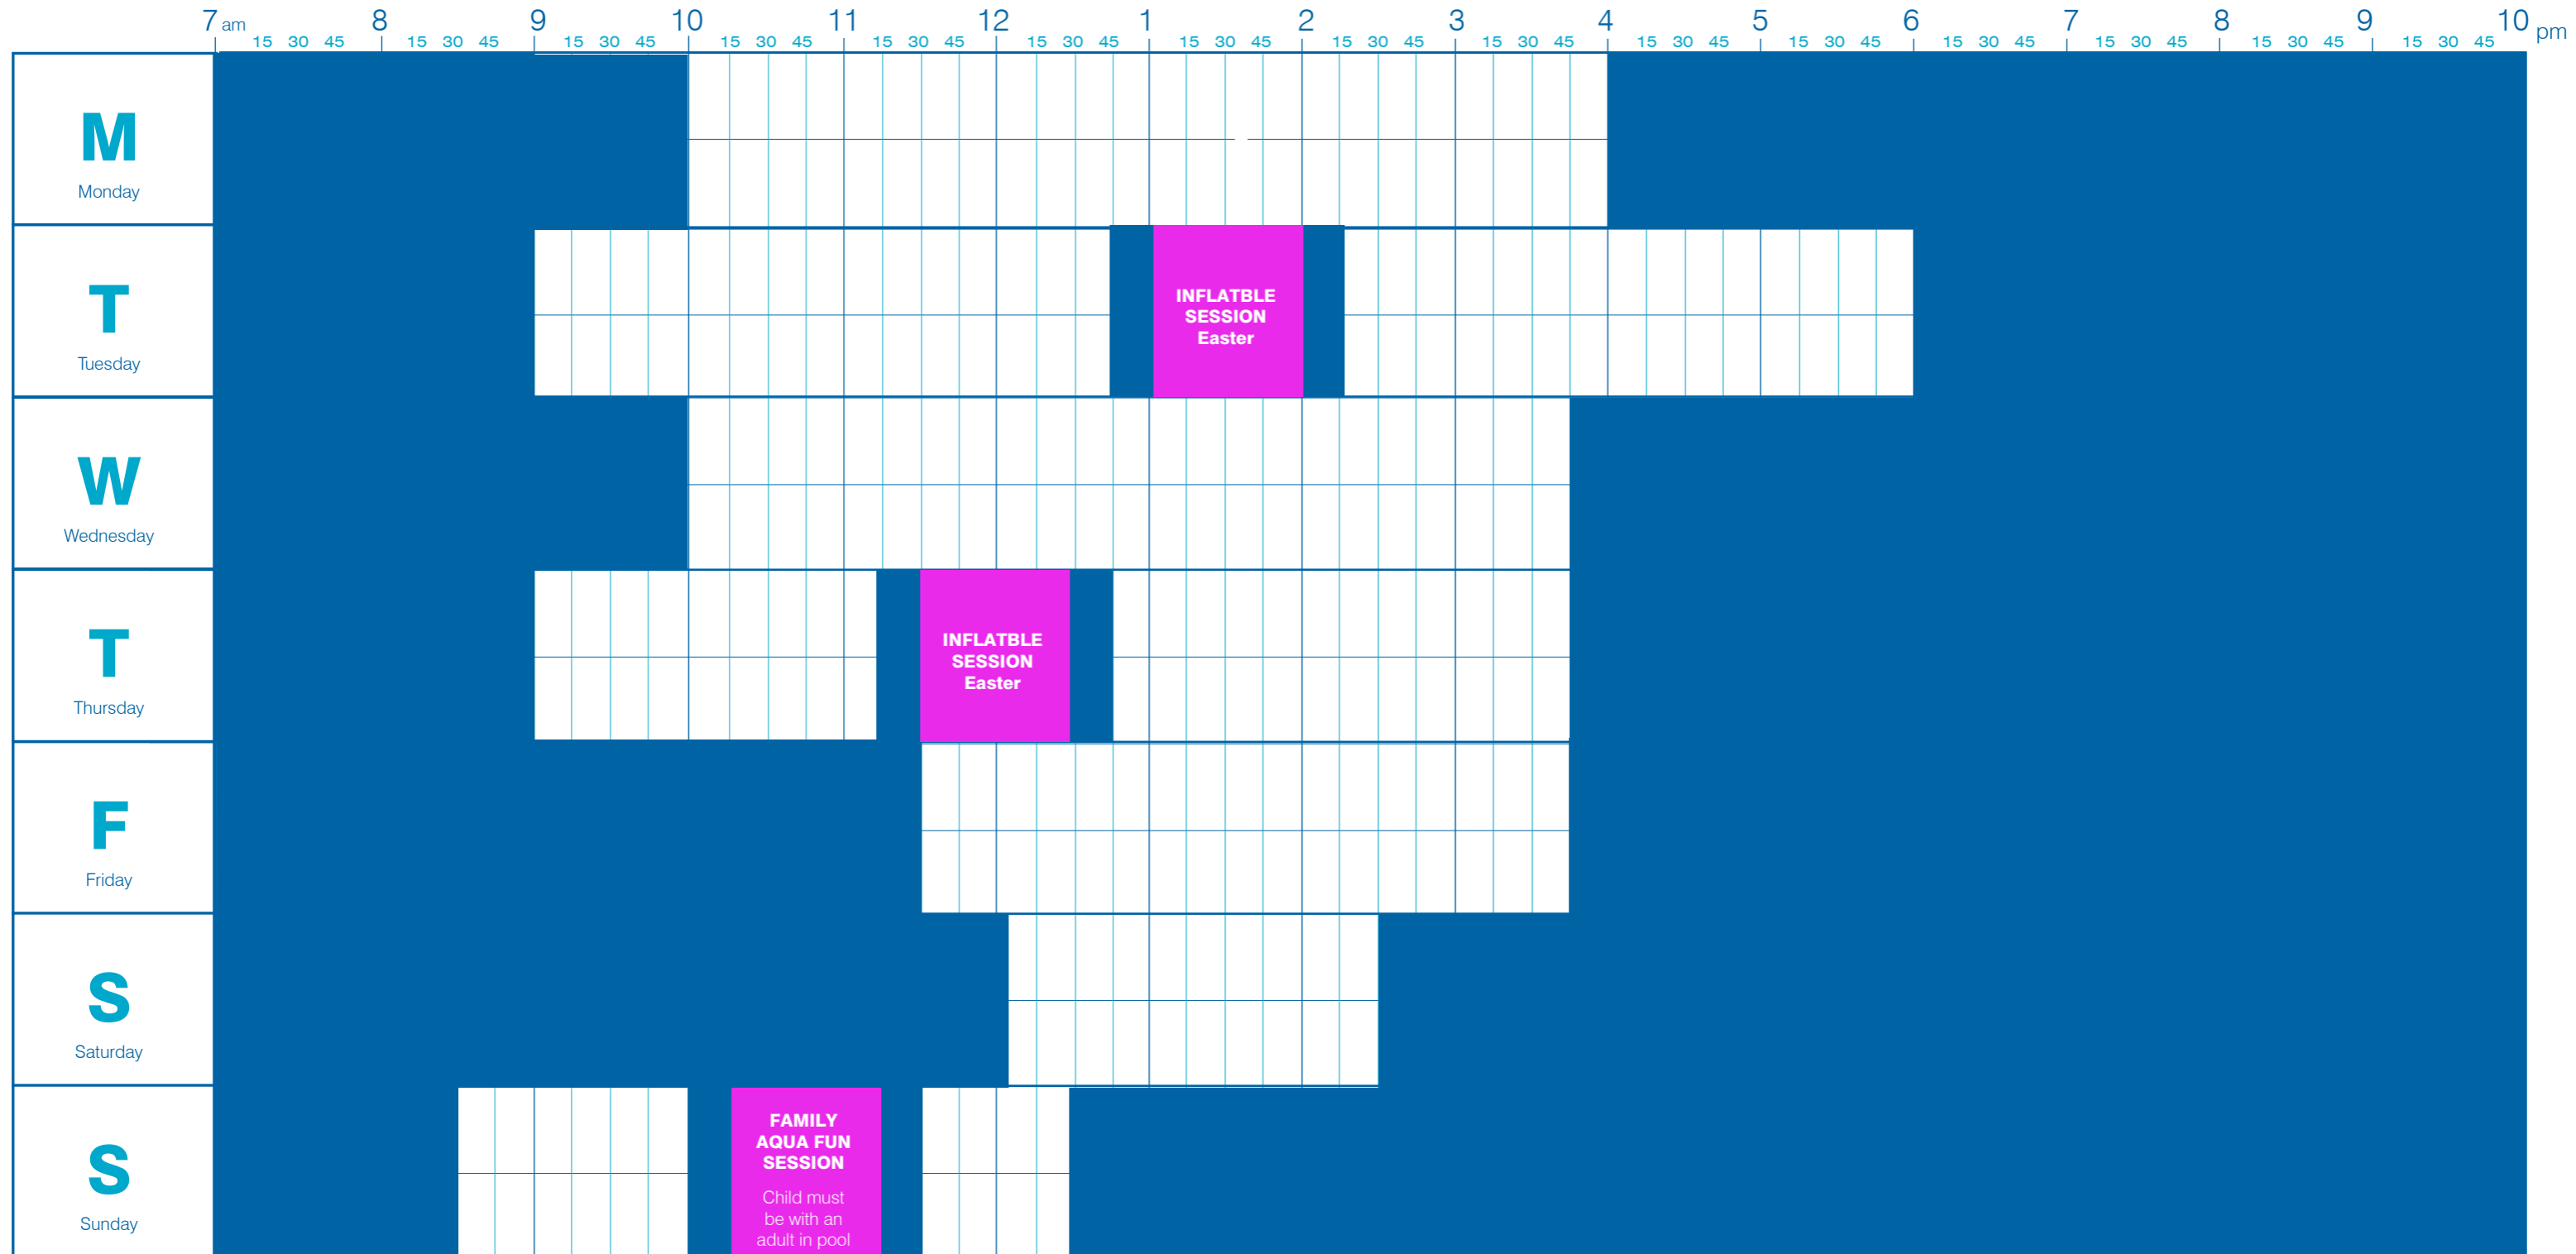 7 am 8 9 10 11 12 1 2 3 4 5 6 7 8 9 10 pm
15 30 45 15 30 45 15 30 45 15 30 45 15 30 45 15 30 45 15 30 45 15 30 45 15 30 45 15 30 45 15 30 45 15 30 45 15 30 45 15 30 45 15 30 45
M
Monday
T
Tuesday
INFLATBLE
SESSION
Easter
W
Wednesday
T
Thursday
INFLATBLE
SESSION
Easter
F
Friday
S
Saturday
S
Sunday
FAMILY
AQUA FUN
SESSION
Child must
be with an
adult in pool